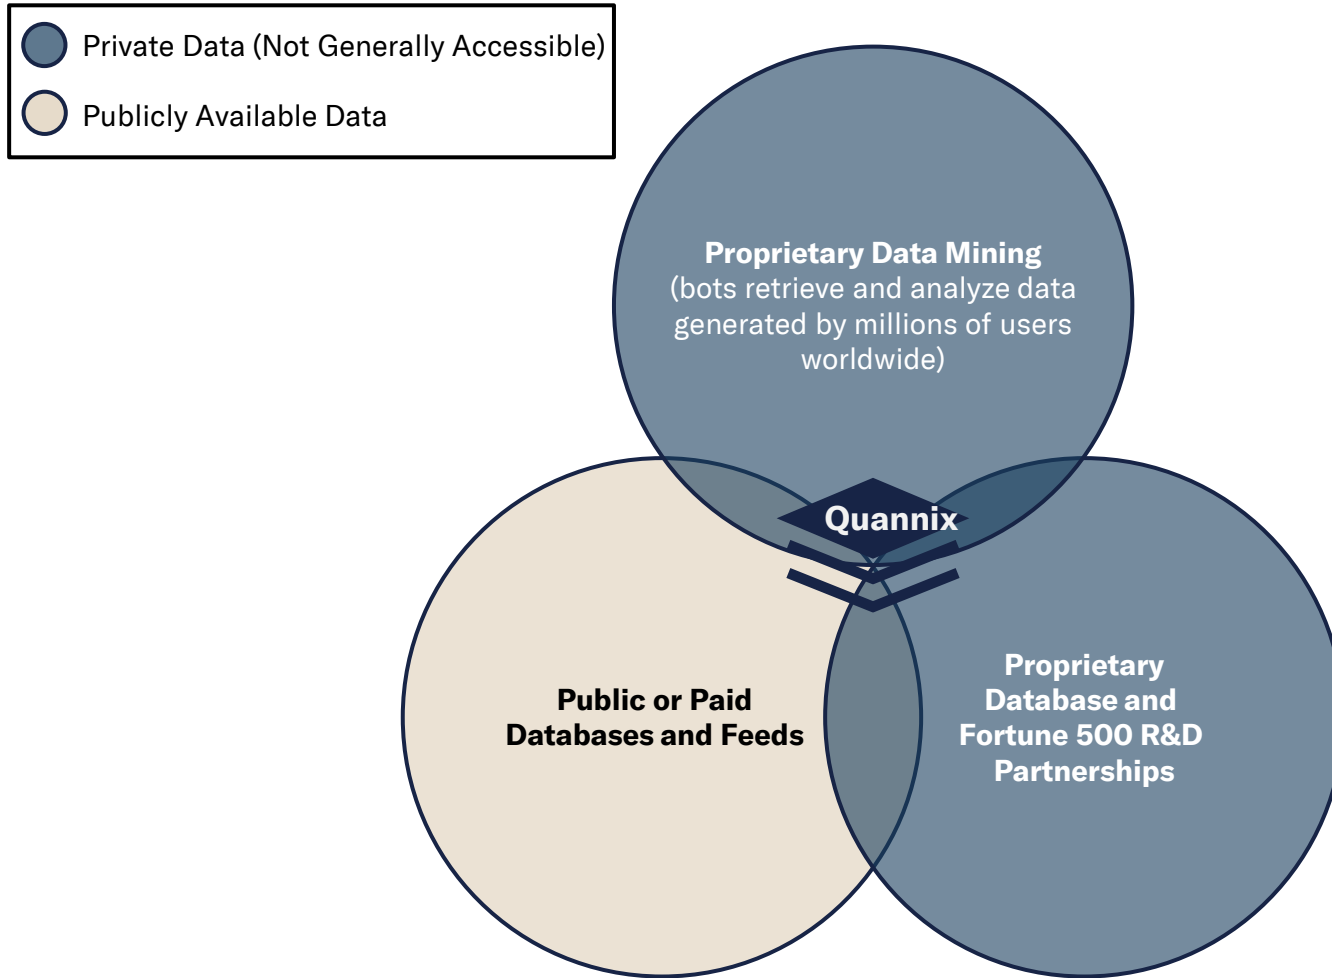 Private Data (Not Generally Accessible)
Publicly Available Data
Proprietary Data Mining
(bots retrieve and analyze data
generated by millions of users
worldwide)
Quannix
Public or Paid
Databases and Feeds
Proprietary
Database and
Fortune 500 R&D
Partnerships